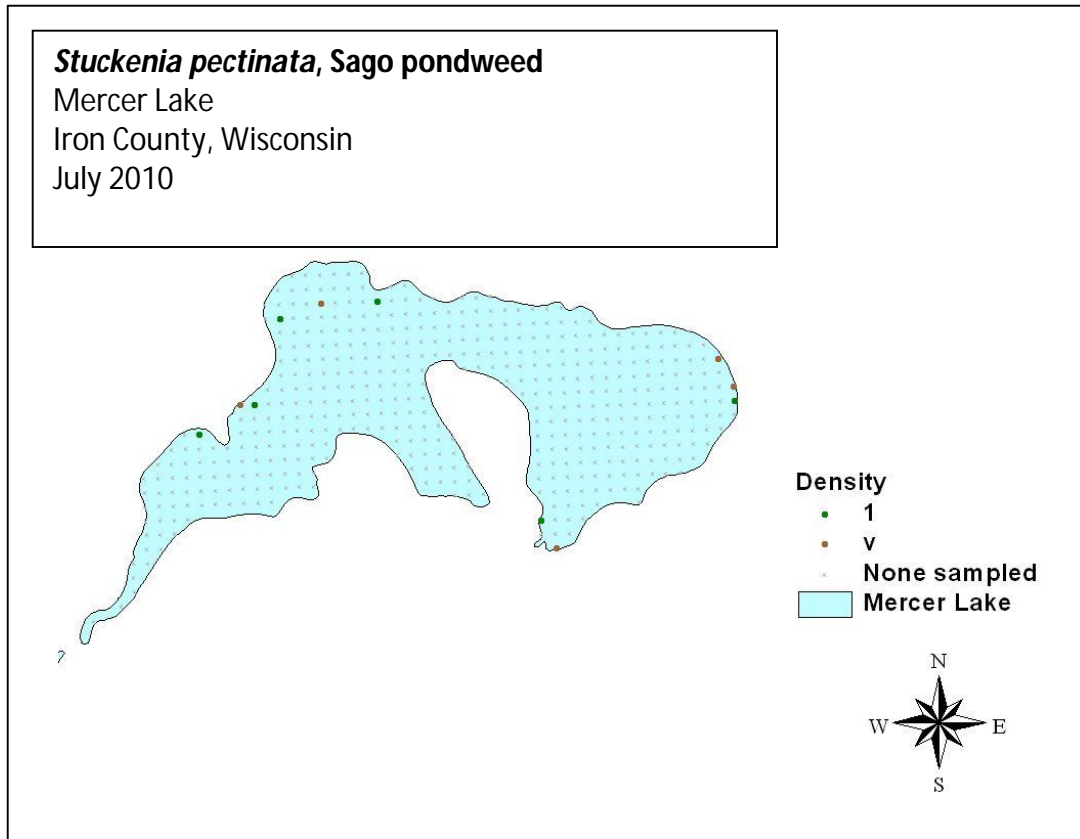 Stuckenia pectinata, Sago pondweed
Mercer Lake
Iron County, Wisconsin
July 2010
Density
1
v
None sampled
Mercer Lake
N
W E
S